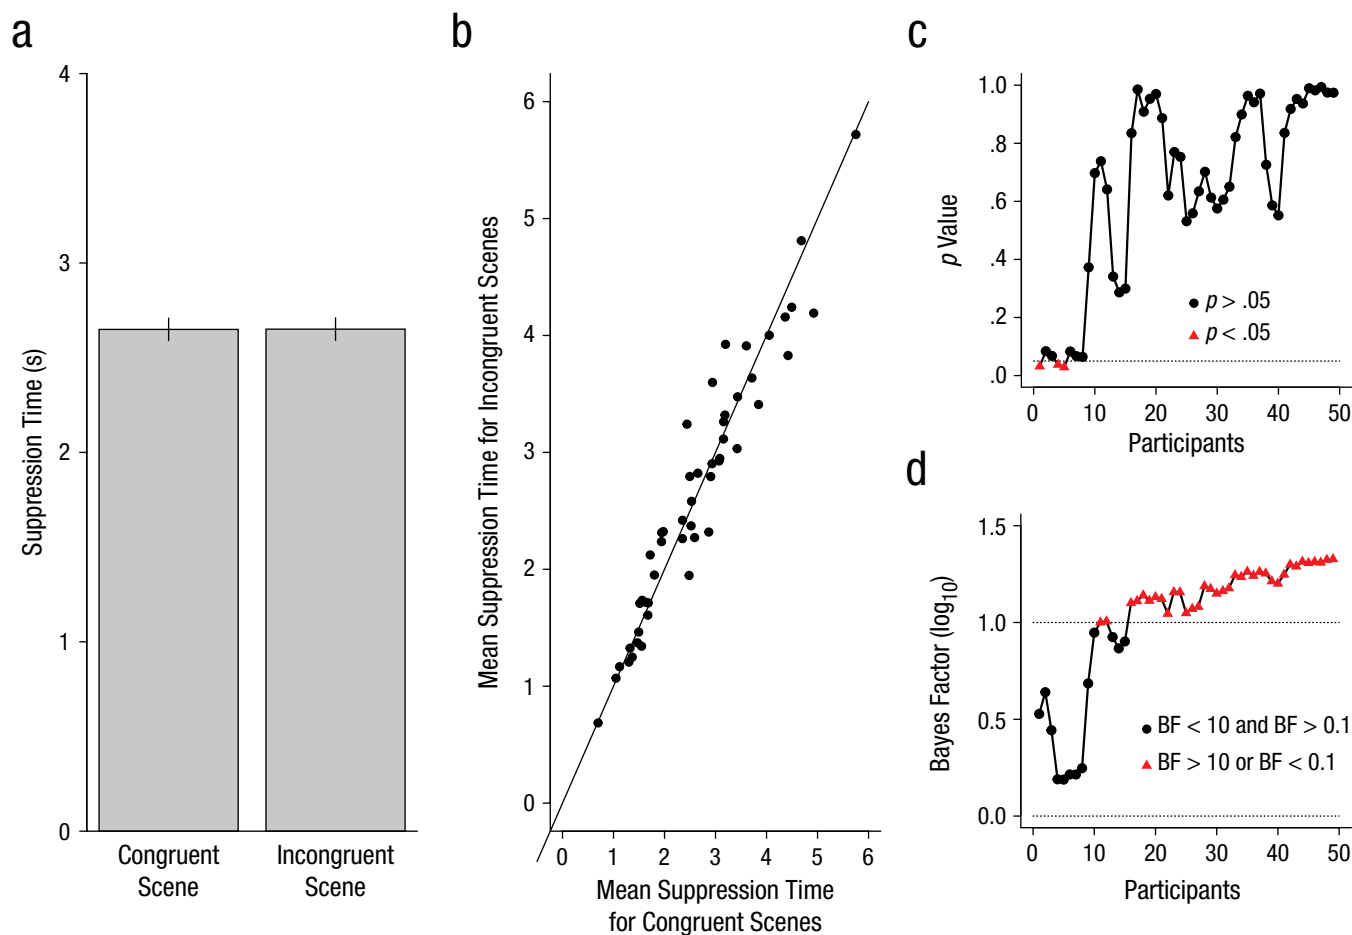 a
4
3
2
1
0
Suppression Time (s)
Congruent
Scene
Incongruent
Scene
b
6
5
4
3
2
1
0
Mean Suppression Time for Incongruent Scenes
0 1 2 3 4 5 6
Mean Suppression Time
for Congruent Scenes
c
1.0
.8
.6
.4
.2
.0
p Value
p > .05
p < .05
0 10 20 30 40 50
Participants
d
1.5
1.0
0.5
0.0
Bayes Factor (log10)
BF < 10 and BF > 0.1
BF > 10 or BF < 0.1
0 10 20 30 40 50
Participants